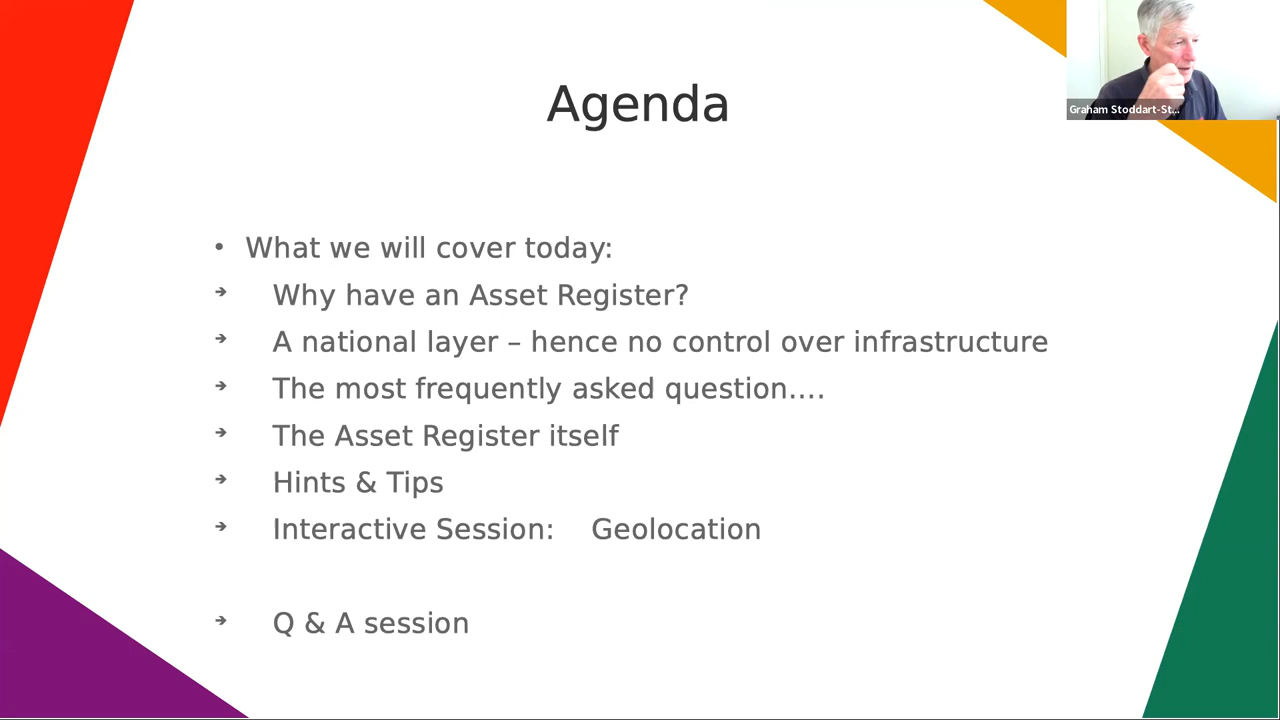 Agenda
Graham Stoddart-St...
• What we will cover today:
➔ Why have an Asset Register?
➔ A national layer – hence no control over infrastructure
➔ The most frequently asked question....
➔ The Asset Register itself
➔ Hints & Tips
➔ Interactive Session: Geolocation
➔ Q & A session